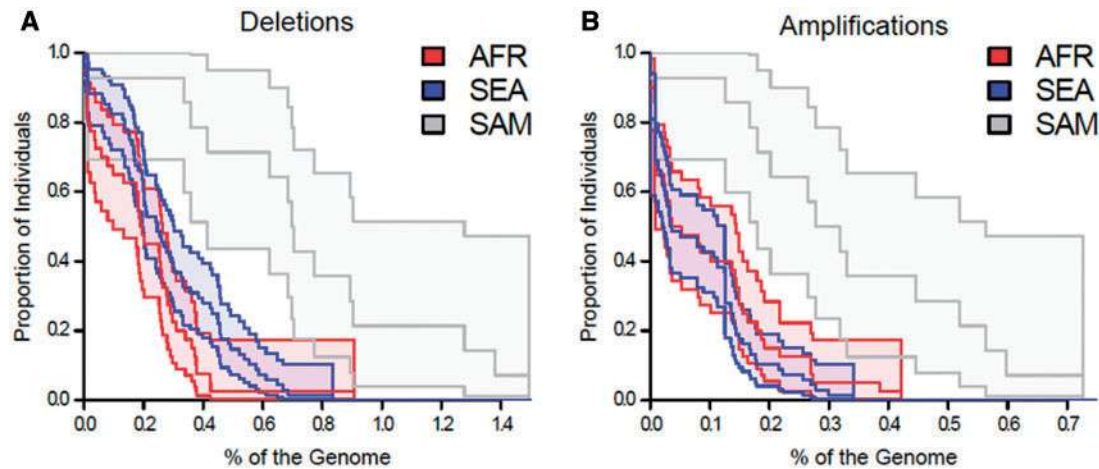 A
Deletions
AFR
SEA
SAM
Proportion of Individuals
1.0
0.8
0.6
0.4
0.2
0.0
0.0 0.2 0.4 0.6 0.8 1.0 1.2 1.4
% of the Genome
B
Amplifications
AFR
SEA
SAM
Proportion of Individuals
1.0
0.8
0.6
0.4
0.2
0.0
0.0 0.1 0.2 0.3 0.4 0.5 0.6 0.7
% of the Genome